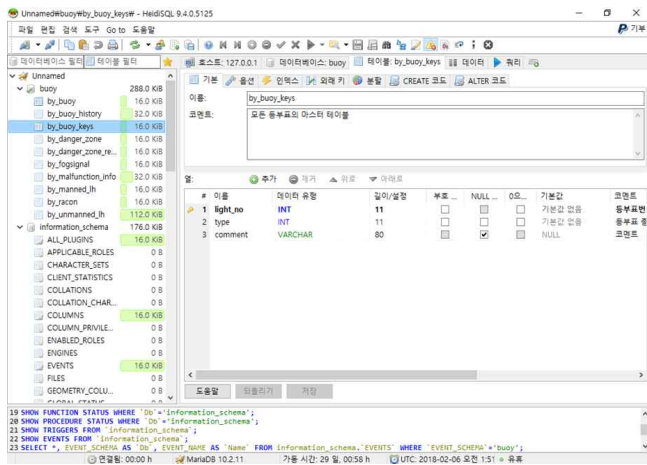 Unnamed₩buoy₩by_buoy_keys₩ - HeidiSQL 9.4.0.5125
파일 편집 검색 도구 Go to 도움말
기부
데이터베이스 필터 테이블 필터
호스트: 127.0.0.1 데이터베이스: buoy 테이블: by_buoy_keys 데이터 쿼리
Unnamed
buoy 288.0 KiB
by_buoy 16.0 KiB
by_buoy_history 32.0 KiB
by_buoy_keys 16.0 KiB
by_danger_zone 16.0 KiB
by_danger_zone_re... 16.0 KiB
by_fogsignal 16.0 KiB
by_malfunction_info 32.0 KiB
by_manned_lh 16.0 KiB
by_racon 16.0 KiB
by_unmanned_lh 112.0 KiB
information_schema 176.0 KiB
ALL_PLUGINS 16.0 KiB
APPLICABLE_ROLES 0 B
CHARACTER_SETS 0 B
CLIENT_STATISTICS 0 B
COLLATIONS 0 B
COLLATION_CHAR... 0 B
COLUMNS 16.0 KiB
COLUMN_PRIVILE... 0 B
ENABLED_ROLES 0 B
ENGINES 0 B
EVENTS 16.0 KiB
FILES 0 B
GEOMETRY_COLU... 0 B
GLOBAL_STATUS 0 B
기본 옵션 인덱스 외래 키 분할 CREATE 코드 ALTER 코드
이름: by_buoy_keys
코멘트: 모든 등부표의 마스터 테이블
열: 추가 제거 위로 아래로
# 이름 데이터 유형 길이/설정 부호 ... NULL ... 0으... 기본값 코멘트
1 light_no INT 11 기본값 없음 등부표번
2 type INT 11 기본값 없음 등부표 종
3 comment VARCHAR 80 NULL 코멘트
도움말 되돌리기 저장
19 SHOW FUNCTION STATUS WHERE `Db`='information_schema';
20 SHOW PROCEDURE STATUS WHERE `Db`='information_schema';
21 SHOW TRIGGERS FROM `information_schema`;
22 SHOW EVENTS FROM `information_schema`;
23 SELECT *, EVENT_SCHEMA AS `Db`, EVENT_NAME AS `Name` FROM information_schema.`EVENTS` WHERE `EVENT_SCHEMA`='buoy';
연결됨: 00:00 h MariaDB 10.2.11 가동 시간: 29 일, 00:58 h UTC: 2018-02-06 오전 1:51 유휴